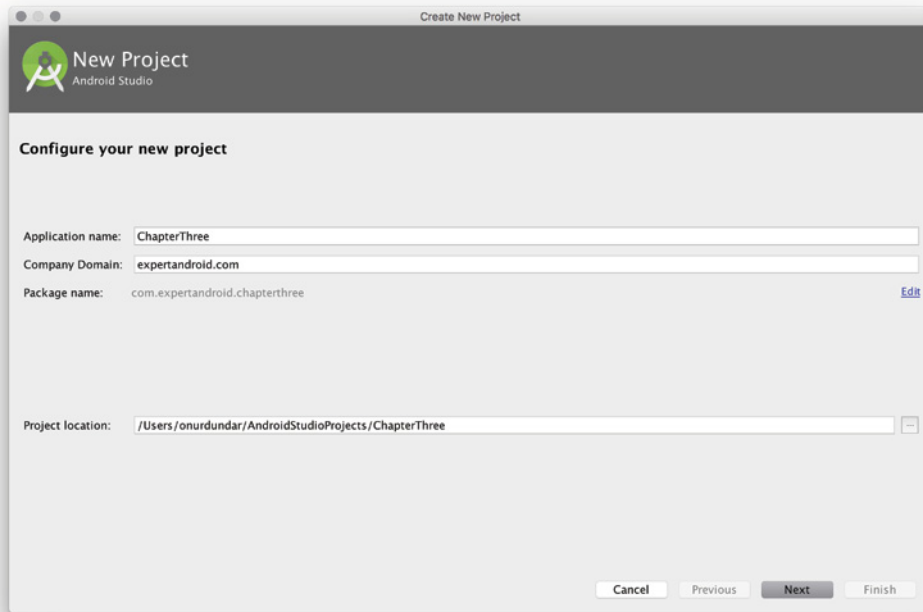 Create New Project
New Project
Android Studio
Configure your new project
Application name: ChapterThree
Company Domain: expertandroid.com
Package name: com.expertandroid.chapterthree Edit
Project location: /Users/onurdundar/AndroidStudioProjects/ChapterThree ...
Cancel Previous Next Finish